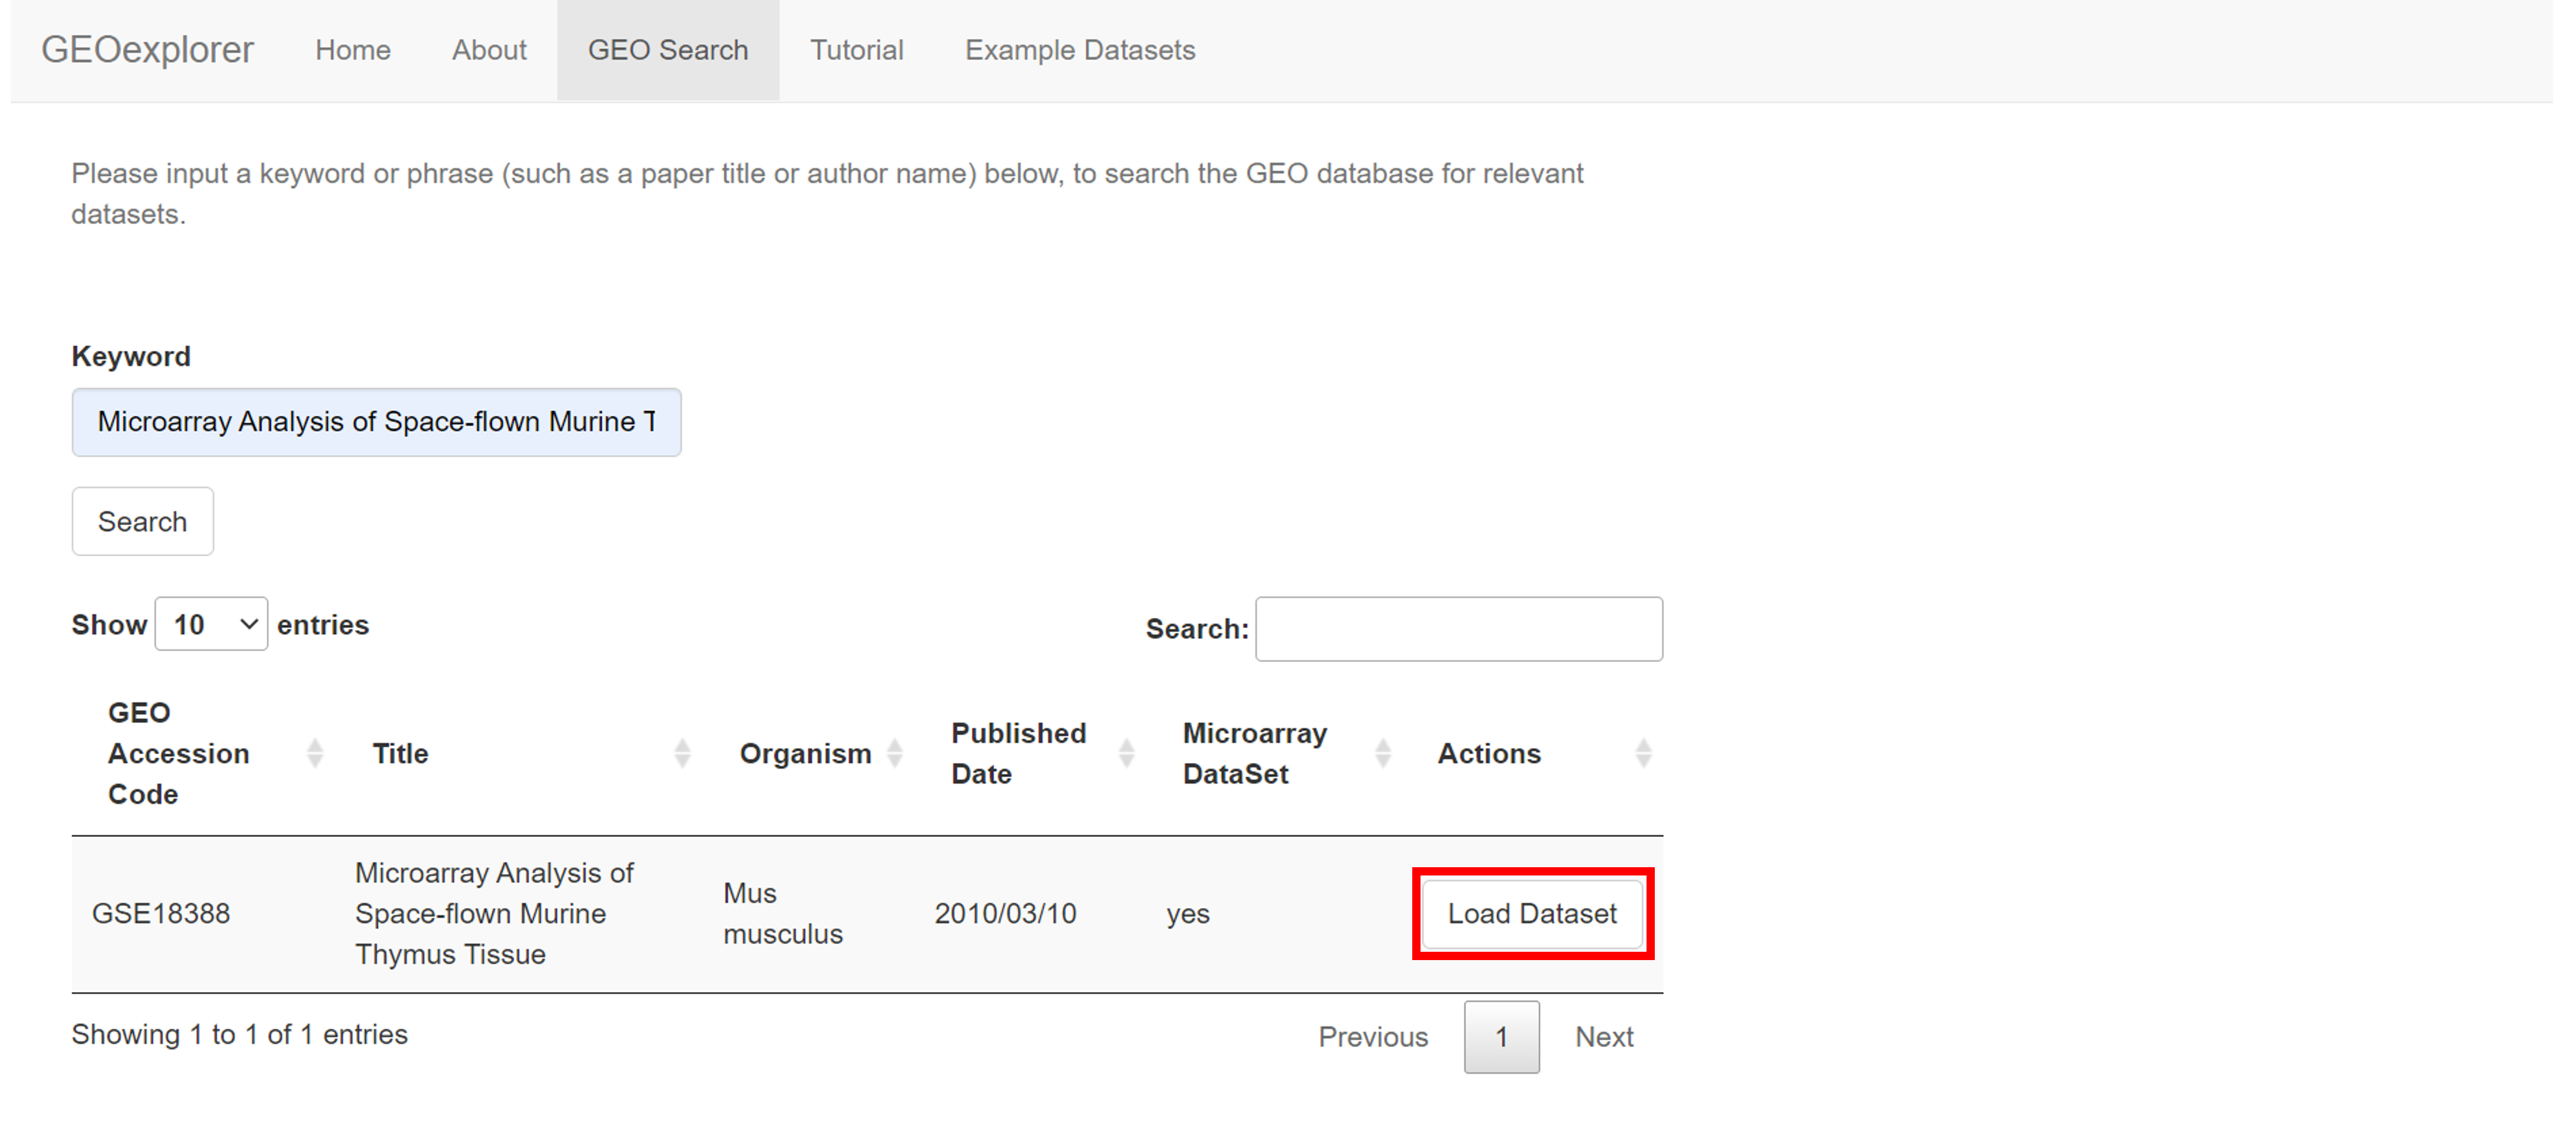 GEOexplorer Home About GEO Search Tutorial Example Datasets
Please input a keyword or phrase (such as a paper title or author name) below, to search the GEO database for relevant
datasets.
Keyword
Microarray Analysis of Space-flown Murine T
Search
Show 10 entries
Search:
GEO
Accession
Code
Title
Organism
Published
Date
Microarray
DataSet
Actions
GSE18388
Microarray Analysis of
Space-flown Murine
Thymus Tissue
Mus
musculus
2010/03/10
yes
Load Dataset
Showing 1 to 1 of 1 entries
Previous 1 Next